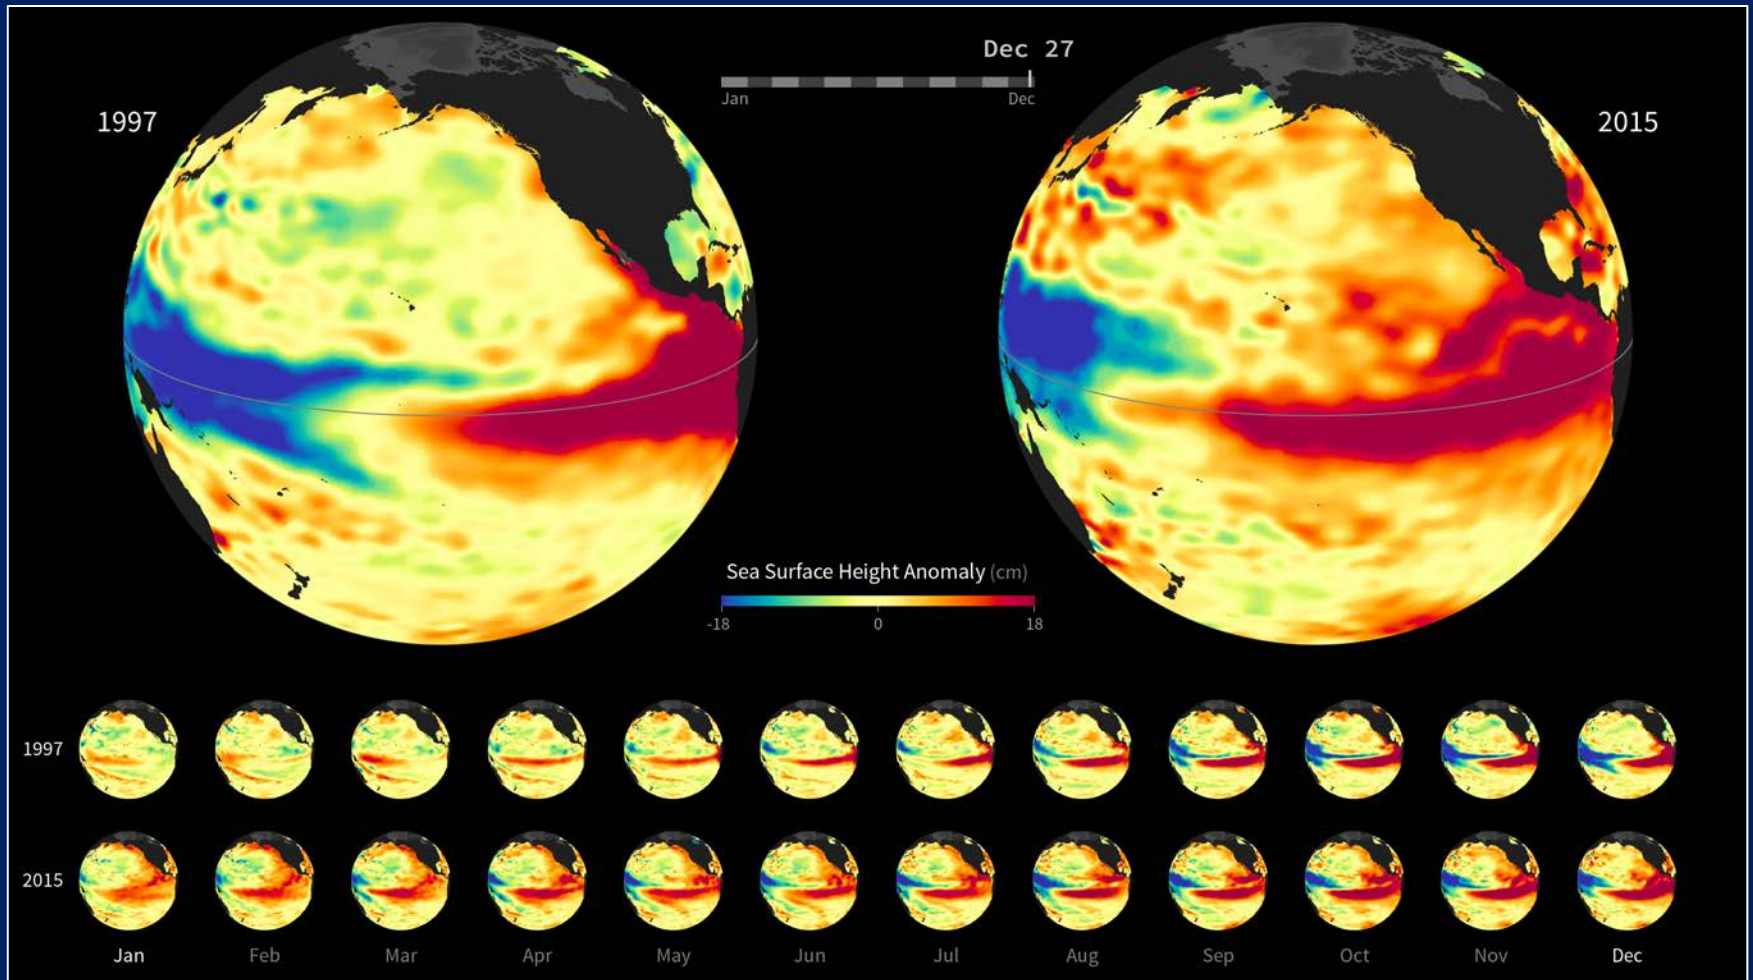 Dec 27
Jan Dec
1997
2015
Sea Surface Height Anomaly (cm)
-18 0 18
1997
2015
Jan Feb Mar Apr May Jun Jul Aug Sep Oct Nov Dec